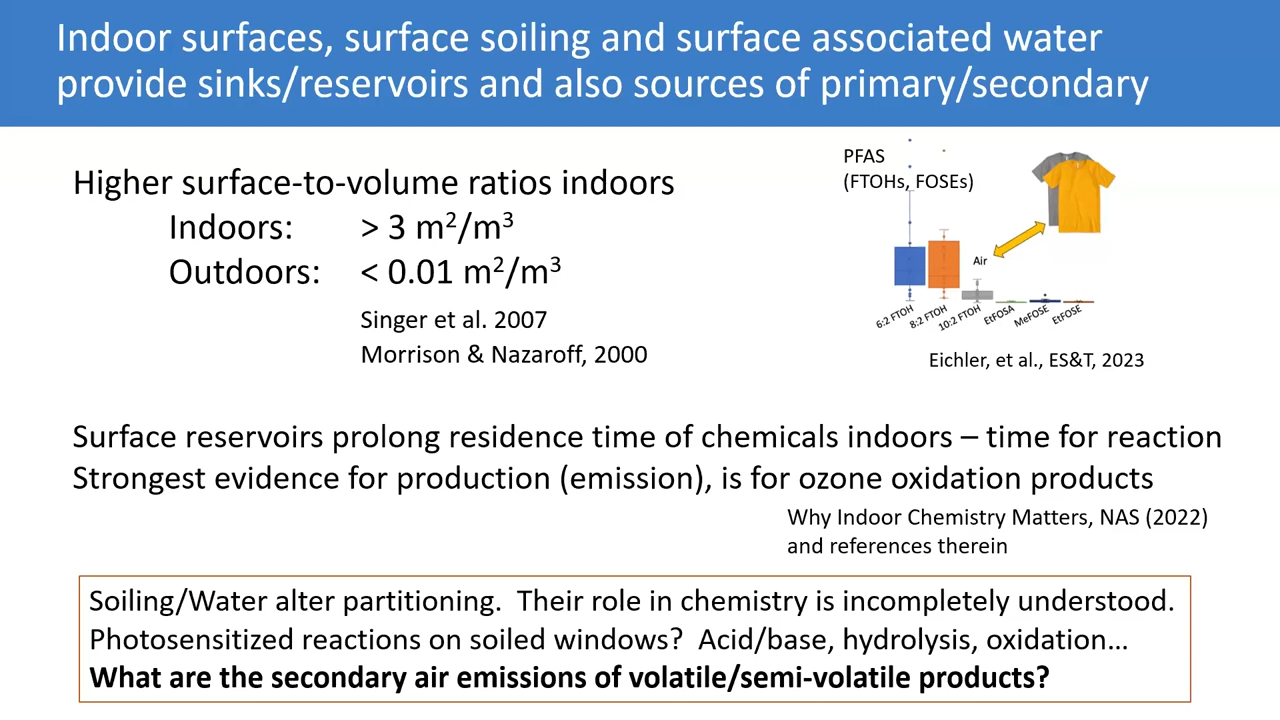 Indoor surfaces, surface soiling and surface associated water
provide sinks/reservoirs and also sources of primary/secondary
Higher surface-to-volume ratios indoors
Indoors: > 3 m²/m³
Outdoors: < 0.01 m²/m³
Singer et al. 2007
Morrison & Nazaroff, 2000
PFAS
(FTOHs, FOSEs)
Air
6:2 FTOH
8:2 FTOH
10:2 FTOH
EtFOSA
MeFOSE
EtFOSE
Eichler, et al., ES&T, 2023
Surface reservoirs prolong residence time of chemicals indoors – time for reaction
Strongest evidence for production (emission), is for ozone oxidation products
Why Indoor Chemistry Matters, NAS (2022)
and references therein
Soiling/Water alter partitioning. Their role in chemistry is incompletely understood.
Photosensitized reactions on soiled windows? Acid/base, hydrolysis, oxidation…
What are the secondary air emissions of volatile/semi-volatile products?